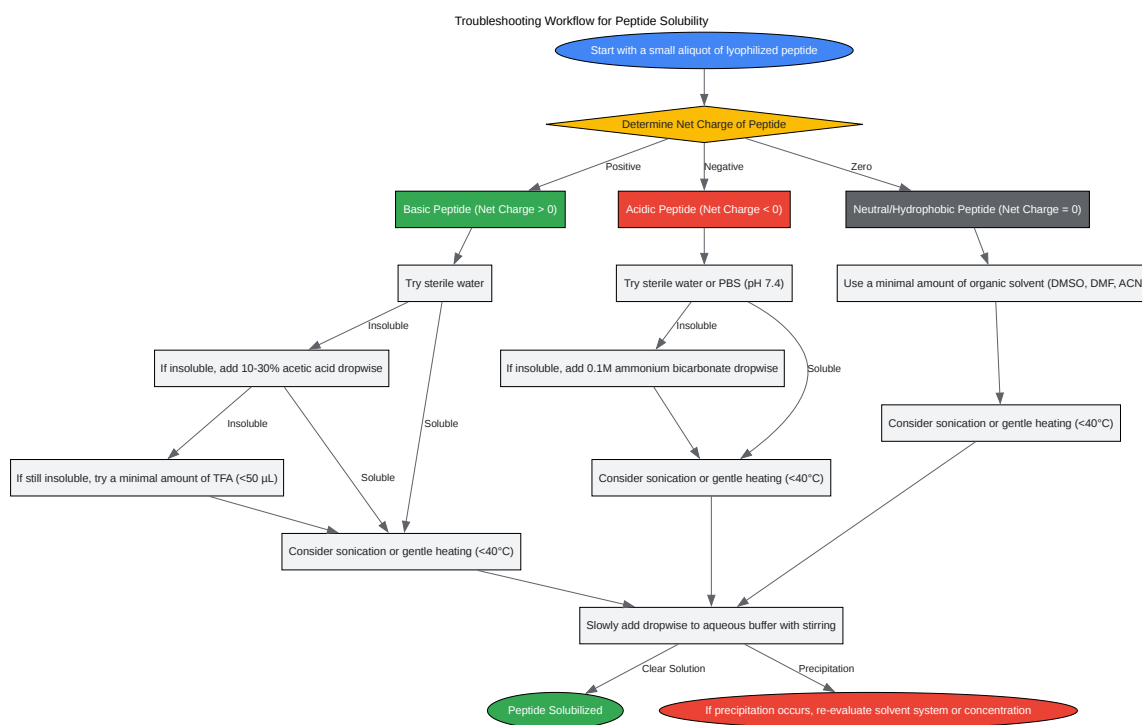 Troubleshooting Workflow for Peptide Solubility
Start with a small aliquot of lyophilized peptide
Determine Net Charge of Peptide
Positive
Negative
Zero
Basic Peptide (Net Charge > 0)
Acidic Peptide (Net Charge < 0)
Neutral/Hydrophobic Peptide (Net Charge = 0)
Try sterile water
Try sterile water or PBS (pH 7.4)
Use a minimal amount of organic solvent (DMSO, DMF, ACN
Insoluble
Insoluble
If insoluble, add 10-30% acetic acid dropwise
If insoluble, add 0.1M ammonium bicarbonate dropwise
Soluble
Insoluble
Soluble
Consider sonication or gentle heating (<40°C)
If still insoluble, try a minimal amount of TFA (<50 µL)
Soluble
Consider sonication or gentle heating (<40°C)
Consider sonication or gentle heating (<40°C)
Slowly add dropwise to aqueous buffer with stirring
Clear Solution
Precipitation
Peptide Solubilized
If precipitation occurs, re-evaluate solvent system or concentration